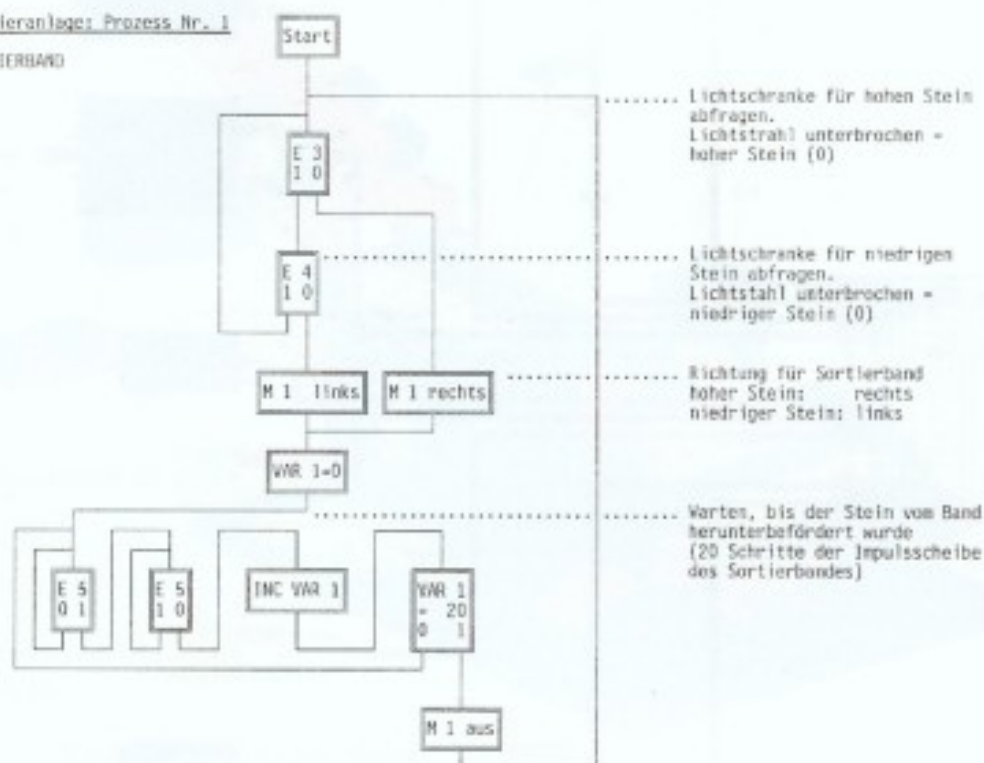 ieranlage: Prozess Nr. 1
IERBAND
Start
E 3
1 0
E 4
1 0
M 1 links
M 1 rechts
VAR 1=0
E 5
0 1
E 5
1 0
INC VAR 1
VAR 1
= 20
0 1
M 1 aus
........ Lichtschranke für hohen Stein
abfragen.
Lichtstrahl unterbrochen =
hoher Stein (0)
Lichtschranke für niedrigen
Stein abfragen.
Lichtstahl unterbrochen =
niedriger Stein (0)
Richtung für Sortierband
hoher Stein: rechts
niedriger Stein: links
Warten, bis der Stein vom Band
herunterbefördert wurde
(20 Schritte der Impulsscheibe
des Sortierbandes)